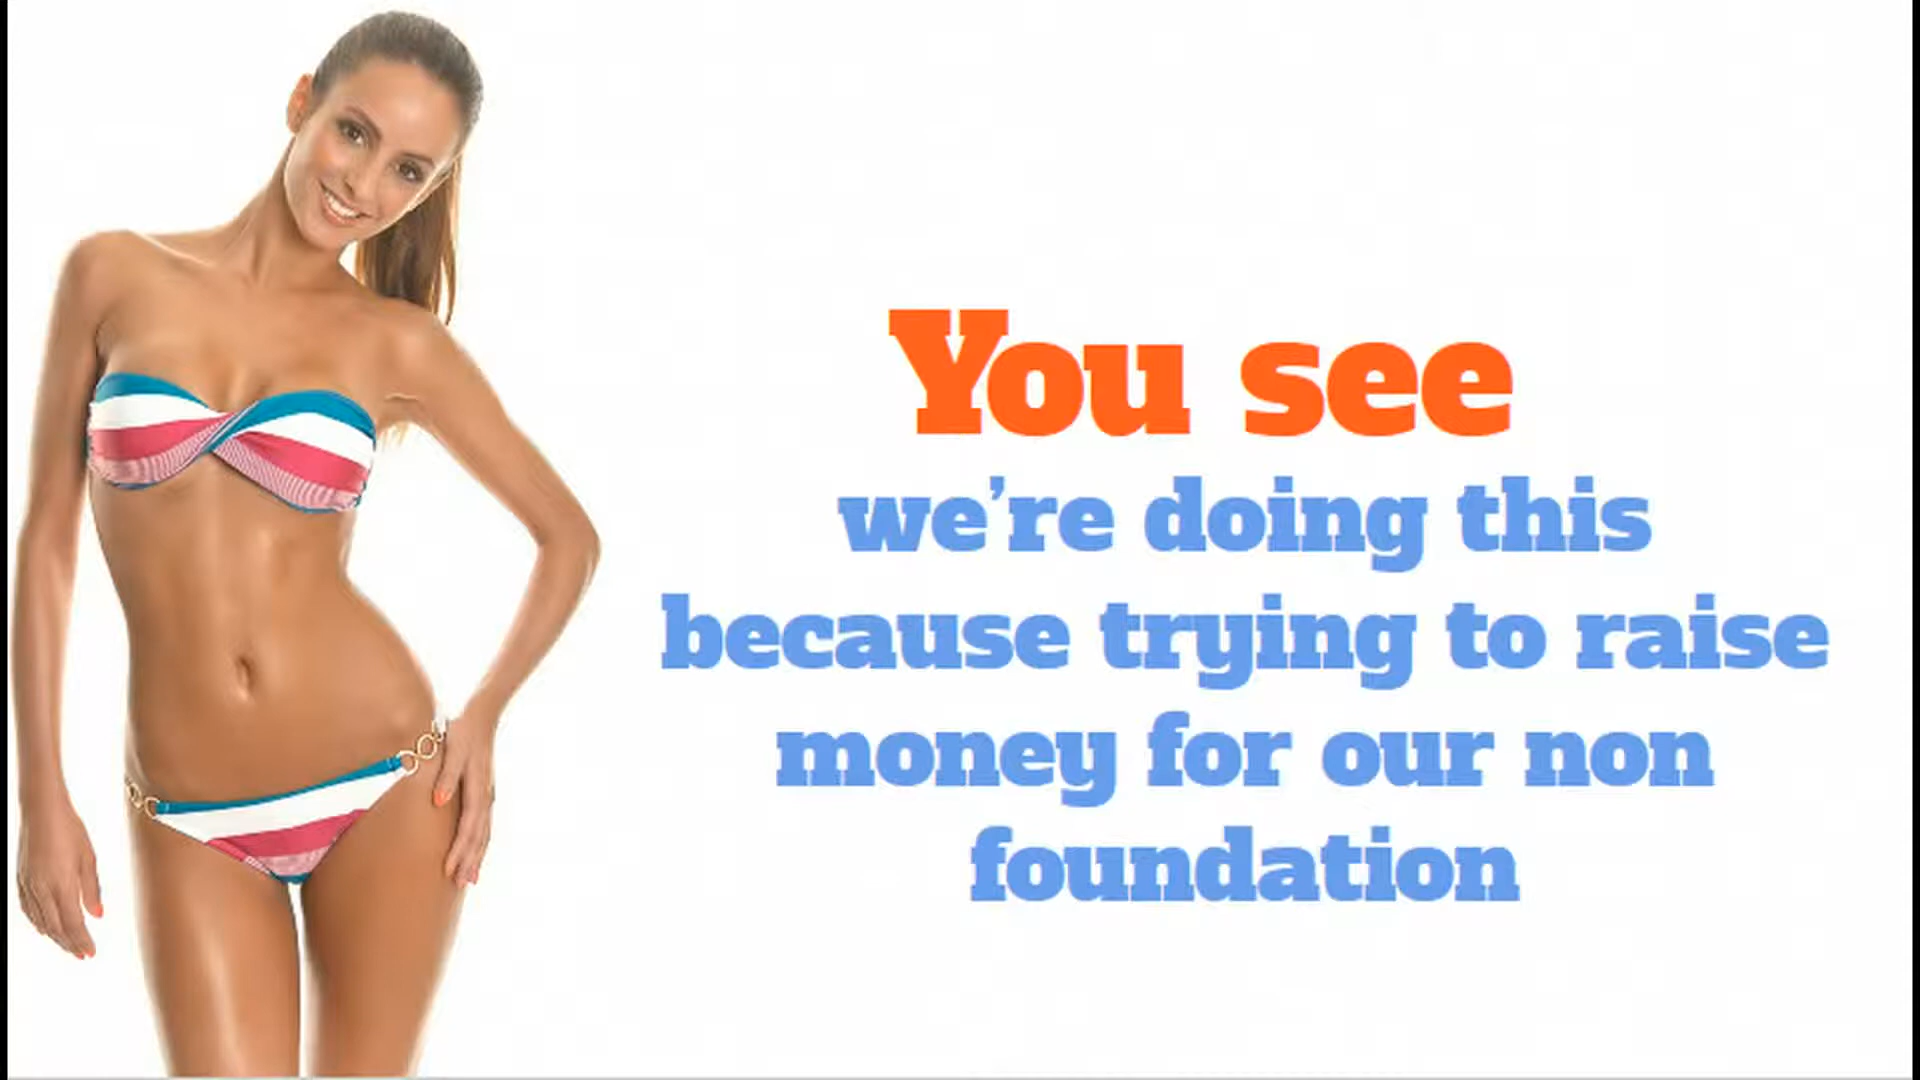 You see
we're doing this
because trying to raise
money for our non
foundation